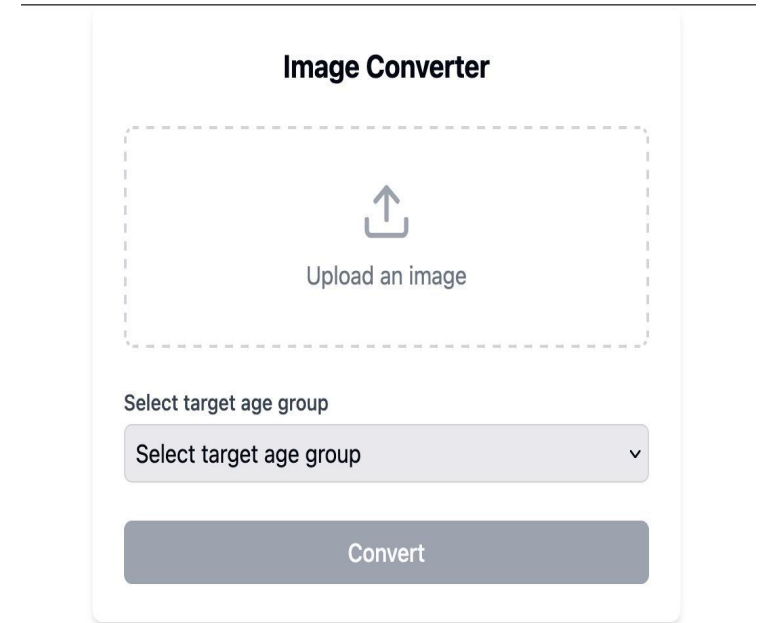 Image Converter
Upload an image
Select target age group
Select target age group
Convert